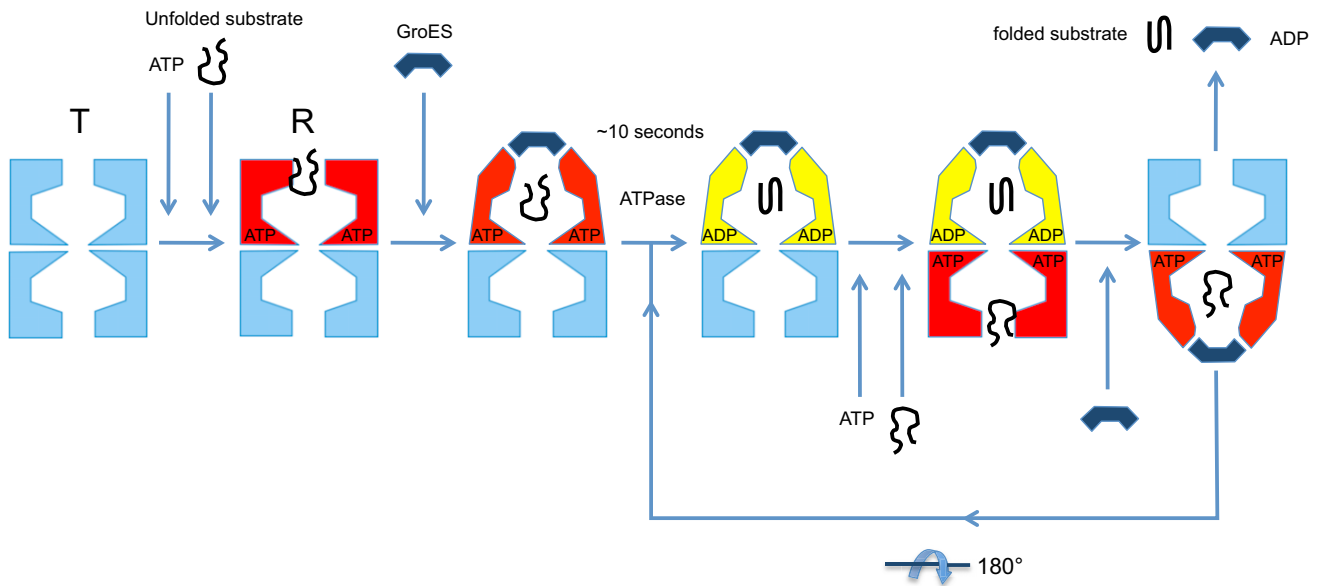 Unfolded substrate
ATP
GroES
folded substrate
ADP
T
R
~10 seconds
ATPase
ATP ATP
ATP ATP
ADP ADP
ADP ADP
ATP ATP
ATP ATP
ATP
180°